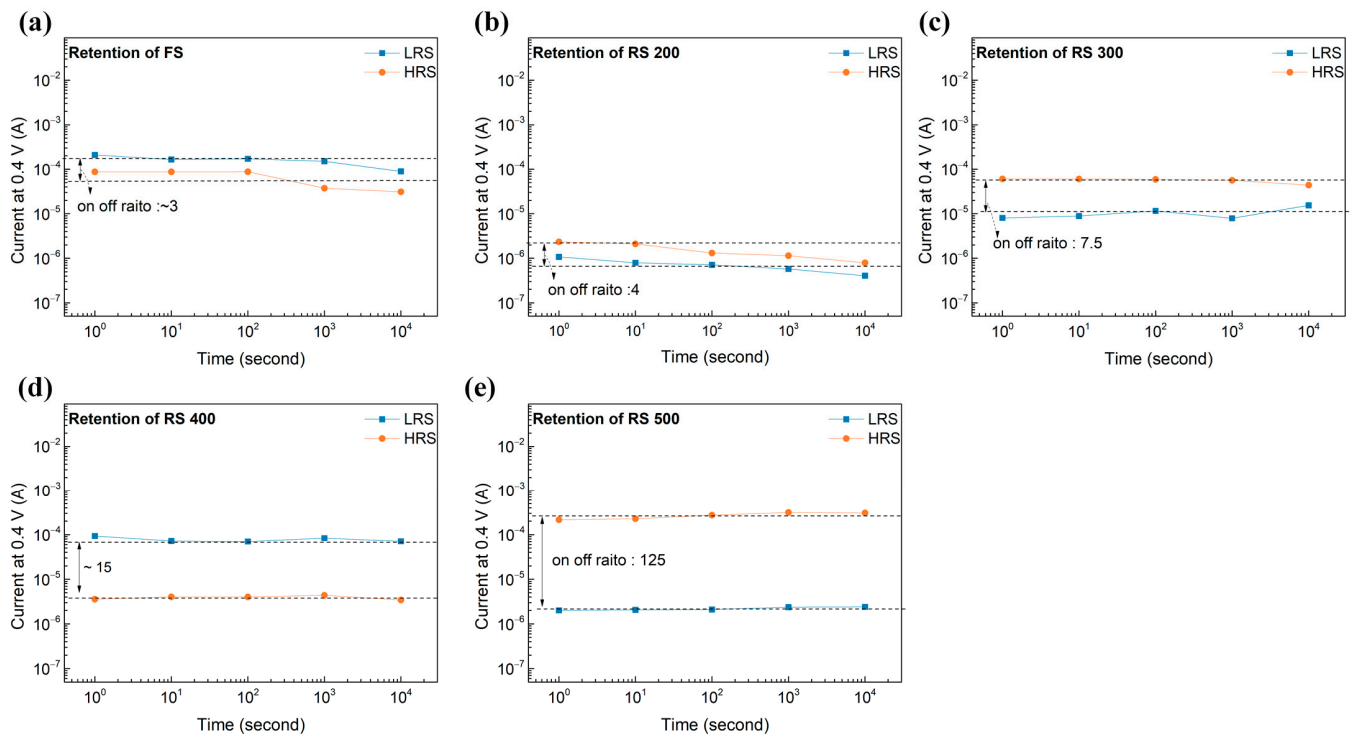 (a)
Retention of FS
LRS
HRS
10⁻²
10⁻³
10⁻⁴
10⁻⁵
10⁻⁶
10⁻⁷
Current at 0.4 V (A)
on off raito :~3
10⁰ 10¹ 10² 10³ 10⁴
Time (second)
(b)
Retention of RS 200
LRS
HRS
10⁻²
10⁻³
10⁻⁴
10⁻⁵
10⁻⁶
10⁻⁷
Current at 0.4 V (A)
on off raito :4
10⁰ 10¹ 10² 10³ 10⁴
Time (second)
(c)
Retention of RS 300
LRS
HRS
10⁻²
10⁻³
10⁻⁴
10⁻⁵
10⁻⁶
10⁻⁷
Current at 0.4 V (A)
on off raito : 7.5
10⁰ 10¹ 10² 10³ 10⁴
Time (second)
(d)
Retention of RS 400
LRS
HRS
10⁻²
10⁻³
10⁻⁴
10⁻⁵
10⁻⁶
10⁻⁷
Current at 0.4 V (A)
~ 15
10⁰ 10¹ 10² 10³ 10⁴
Time (second)
(e)
Retention of RS 500
LRS
HRS
10⁻²
10⁻³
10⁻⁴
10⁻⁵
10⁻⁶
10⁻⁷
Current at 0.4 V (A)
on off raito : 125
10⁰ 10¹ 10² 10³ 10⁴
Time (second)